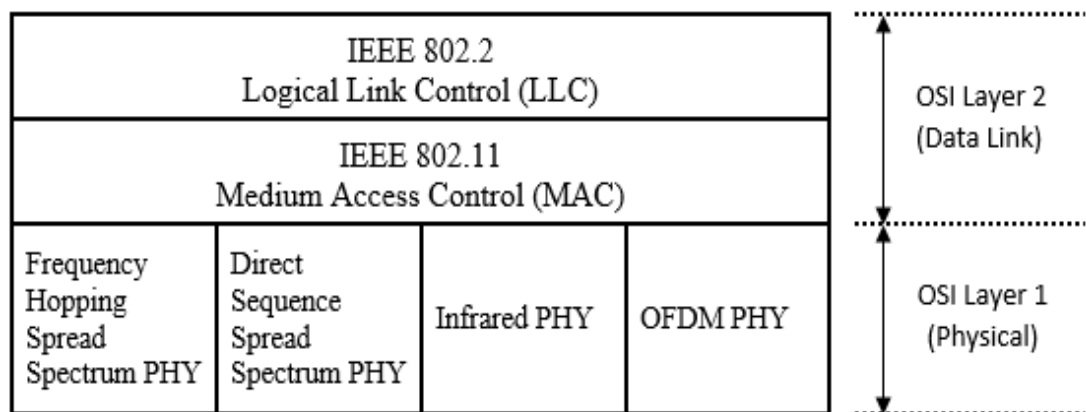 IEEE 802.2
Logical Link Control (LLC)
OSI Layer 2
(Data Link)
IEEE 802.11
Medium Access Control (MAC)
Frequency
Hopping
Spread
Spectrum PHY
Direct
Sequence
Spread
Spectrum PHY
Infrared PHY
OFDM PHY
OSI Layer 1
(Physical)